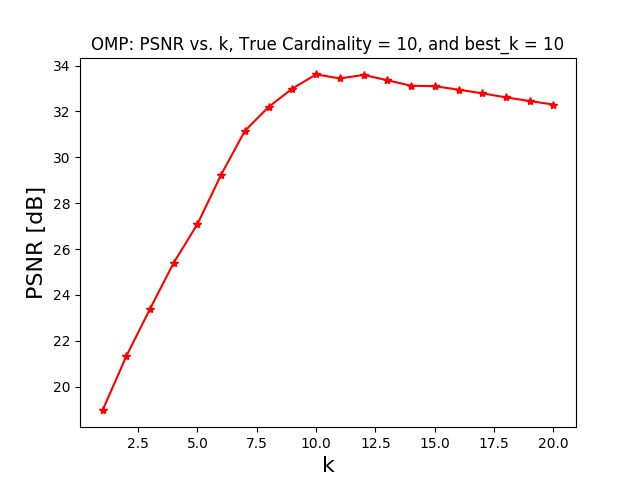 OMP: PSNR vs. k, True Cardinality = 10, and best_k = 10
PSNR [dB]
34
32
30
28
26
24
22
20
2.5 5.0 7.5 10.0 12.5 15.0 17.5 20.0
k